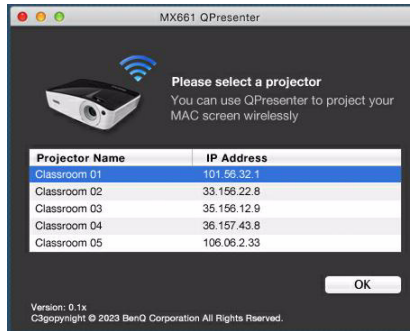 MX661 QPresenter
Please select a projector
You can use QPresenter to project your
MAC screen wirelessly
Projector Name IP Address
Classroom 01 101.56.32.1
Classroom 02 33.156.22.8
Classroom 03 35.156.12.9
Classroom 04 36.157.43.8
Classroom 05 106.06.2.33
OK
Version: 0.1x
C3gopynight © 2023 BenQ Corporation All Rights Rserved.